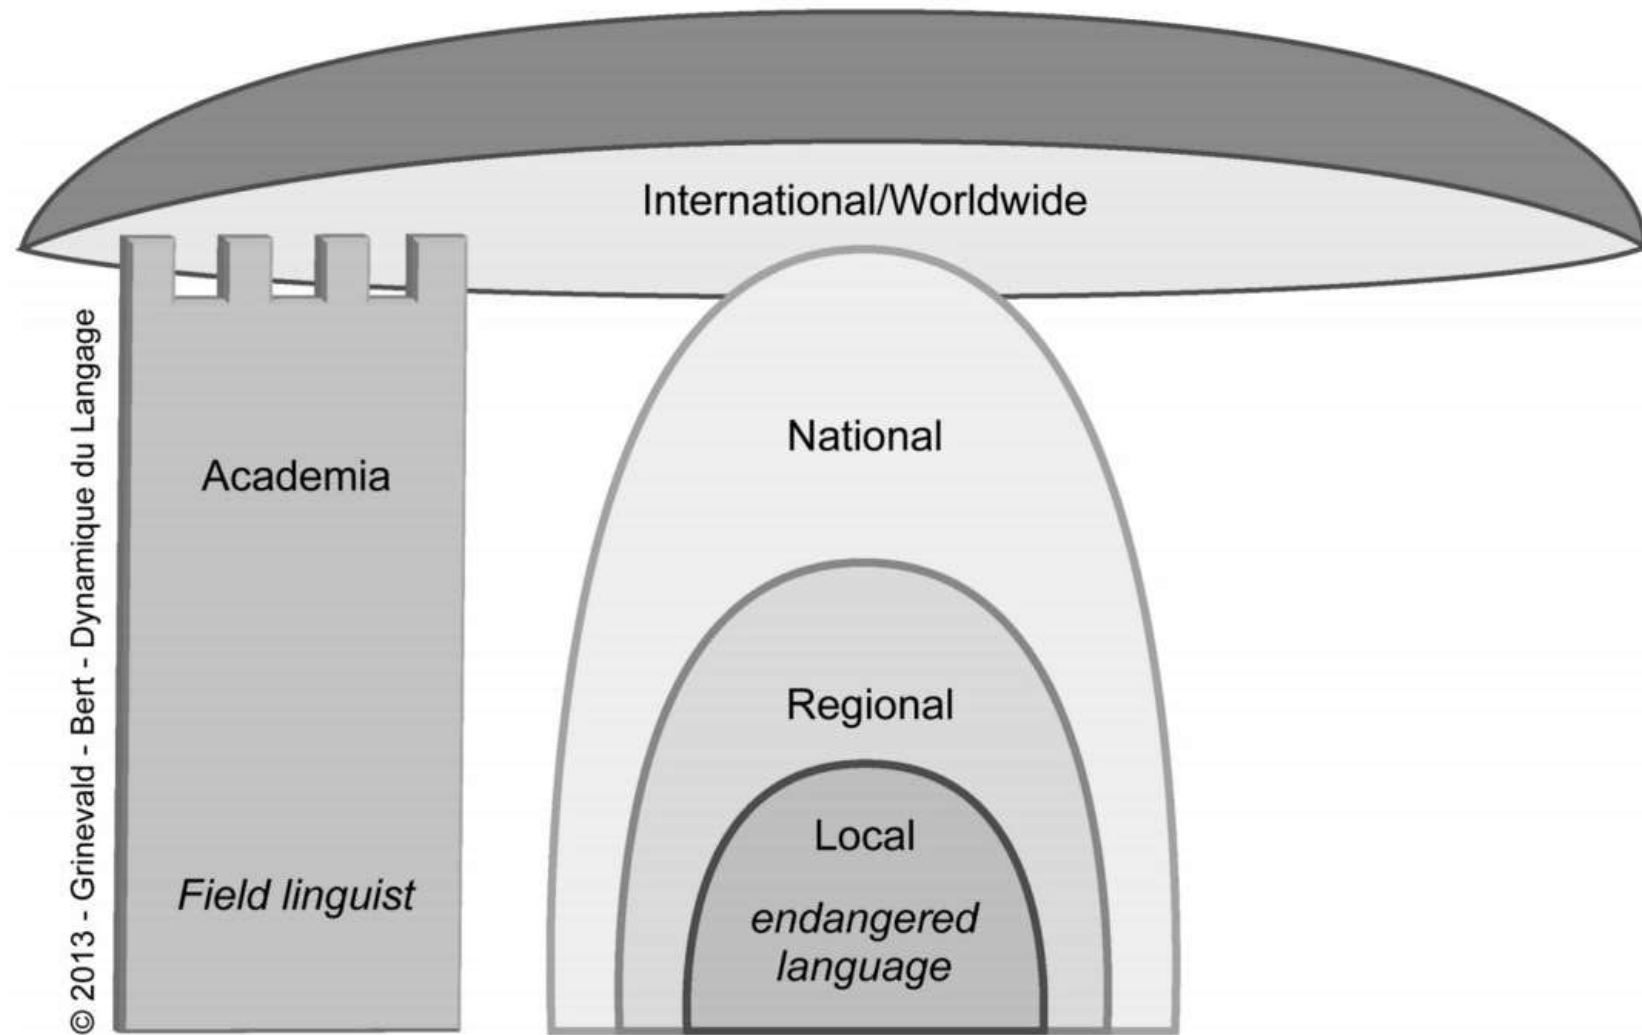 International/Worldwide
National
Academia
Regional
Local
Field linguist
endangered
language
© 2013 - Grinevald - Bert - Dynamique du Langage